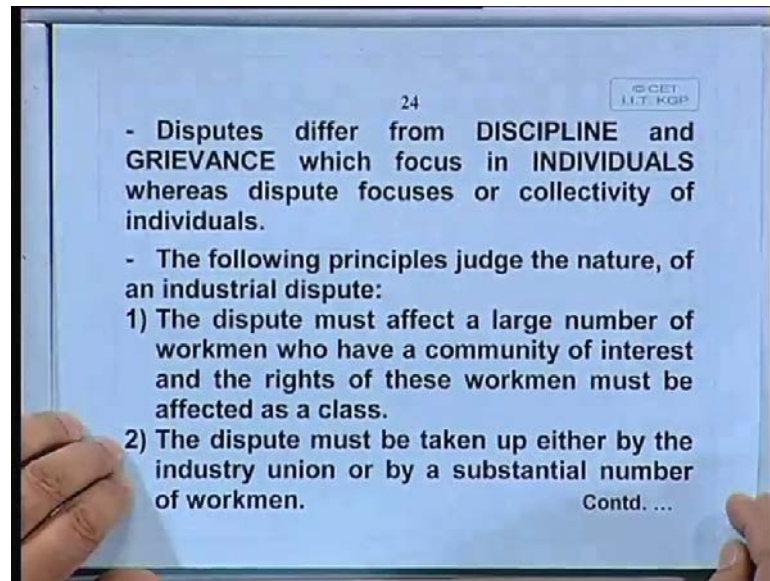 24
© CET
I.I.T. KGP
- Disputes differ from DISCIPLINE and
GRIEVANCE which focus in INDIVIDUALS
whereas dispute focuses or collectivity of
individuals.
- The following principles judge the nature, of
an industrial dispute:
1) The dispute must affect a large number of
workmen who have a community of interest
and the rights of these workmen must be
affected as a class.
2) The dispute must be taken up either by the
industry union or by a substantial number
of workmen.
Contd. ...